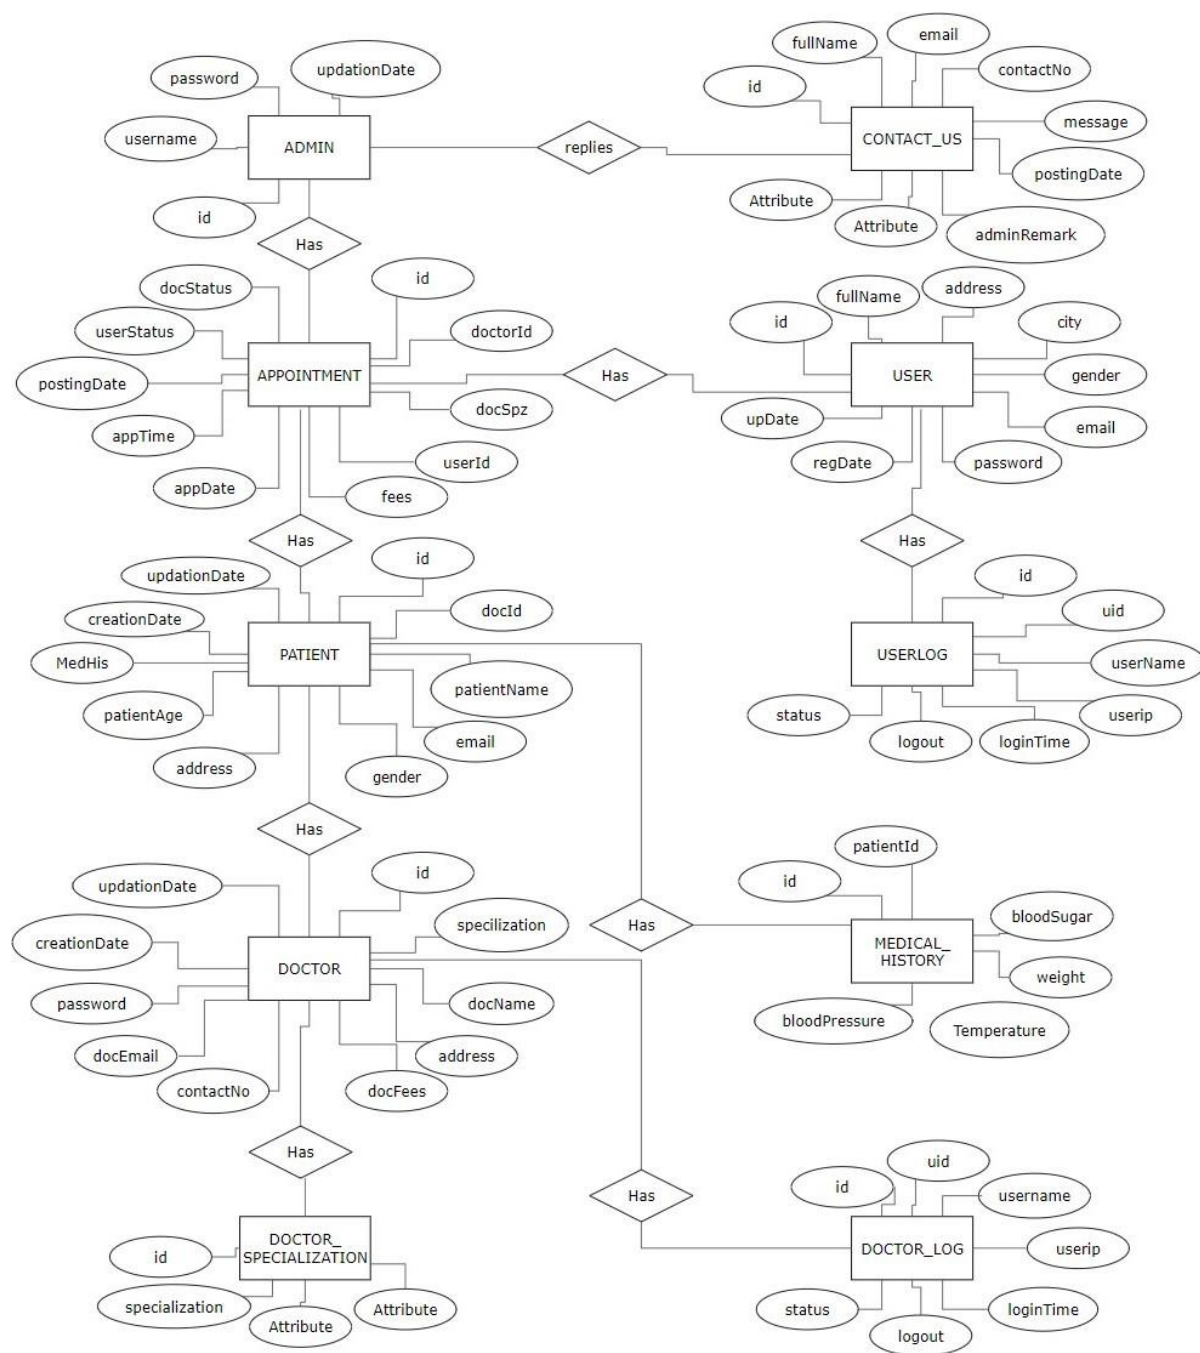 email
fullName
updationDate
contactNo
password
id
message
username
ADMIN
replies
CONTACT_US
postingDate
Attribute
id
Attribute
adminRemark
Has
id
docStatus
address
fullName
id
city
userStatus
doctorId
postingDate
APPOINTMENT
Has
USER
gender
docSpz
upDate
email
appTime
userId
regDate
password
appDate
fees
Has
Has
id
updationDate
id
docId
uid
creationDate
PATIENT
USERLOG
MedHis
userName
patientName
patientAge
status
userip
email
logout
loginTime
address
gender
Has
patientId
id
id
updationDate
bloodSugar
specilization
Has
creationDate
MEDICAL_
HISTORY
DOCTOR
weight
password
docName
bloodPressure
Temperature
docEmail
address
contactNo
docFees
Has
uid
id
username
Has
DOCTOR_
SPECIALIZATION
id
DOCTOR_LOG
userip
specialization
Attribute
Attribute
status
loginTime
logout